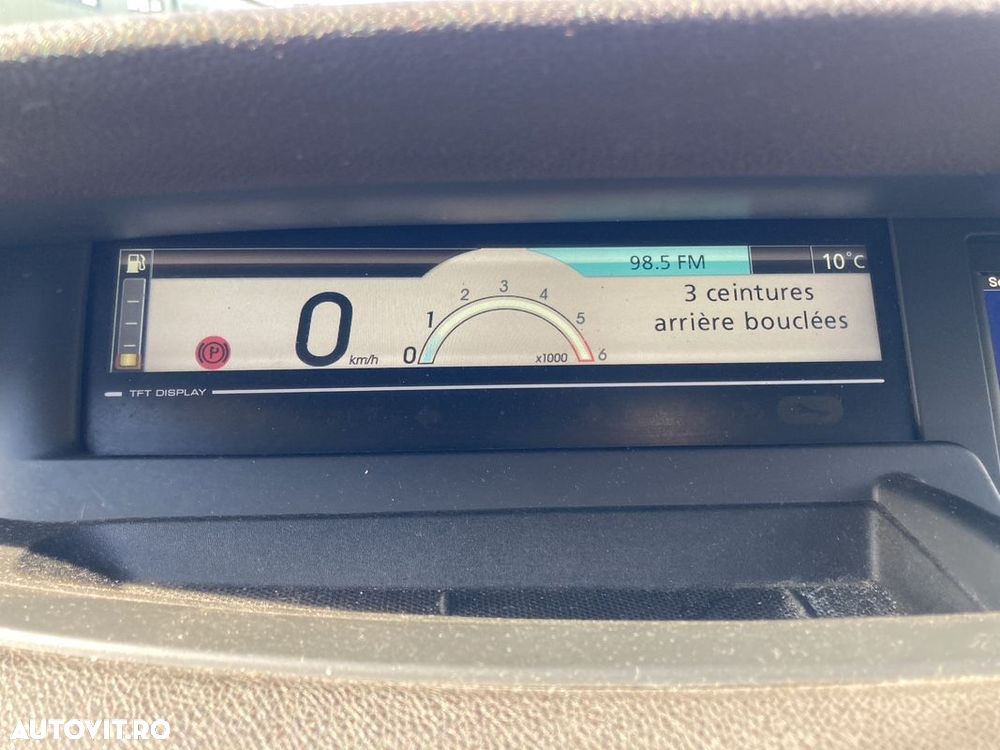 98.5 FM
10°C
3 ceintures
arrière bouclées
P
0 km/h
0 1 2 3 4 5 6
x1000
TFT DISPLAY
AUTOVIT.RO